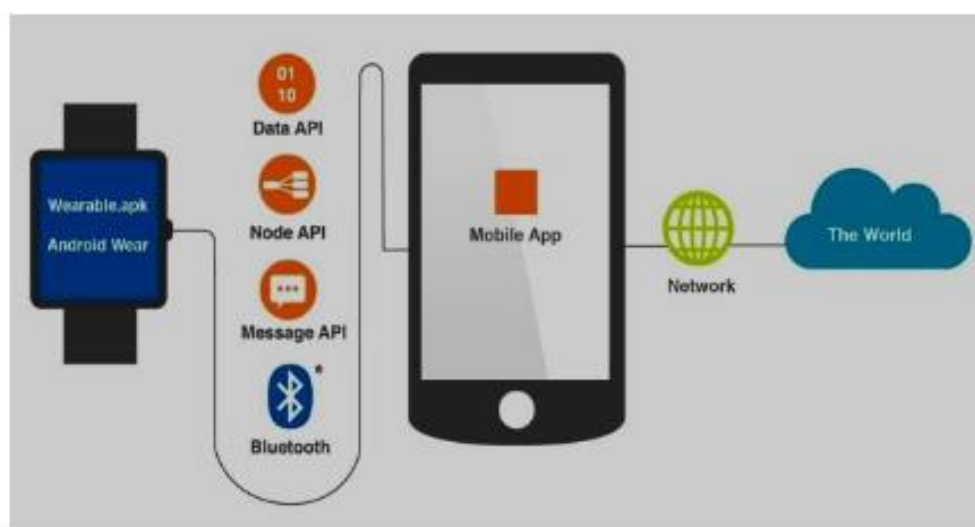 Wearable.apk
Android Wear
01
10
Data API
Node API
Message API
Bluetooth
Mobile App
Network
The World